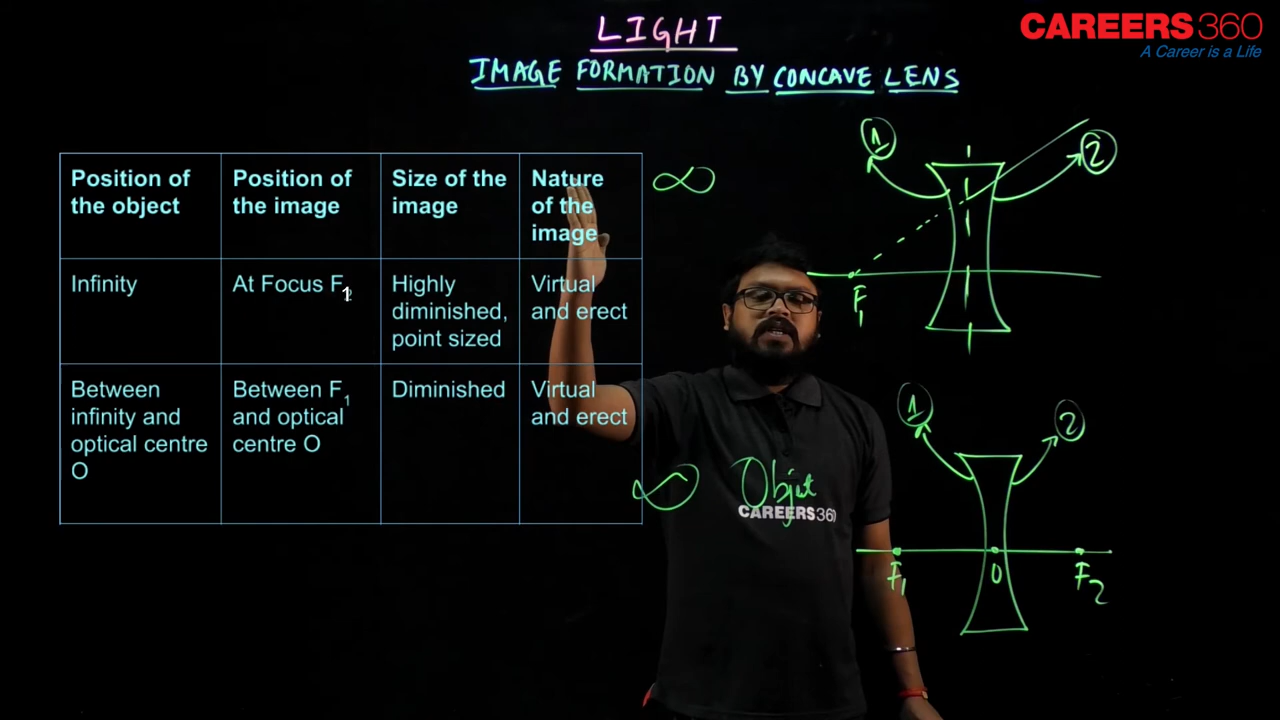 LIGHT
IMAGE FORMATION BY CONCAVE LENS
CAREERS360
A Career is a Life
Position of
the object
Position of
the image
Size of the
image
Nature
of the
image
Infinity
At Focus F1
Highly
diminished,
point sized
Virtual
and erect
Between
infinity and
optical centre
O
Between F1
and optical
centre O
Diminished
Virtual
and erect
∞
1
2
F1
∞
Objet
CAREERS360
1
2
F1
O
F2